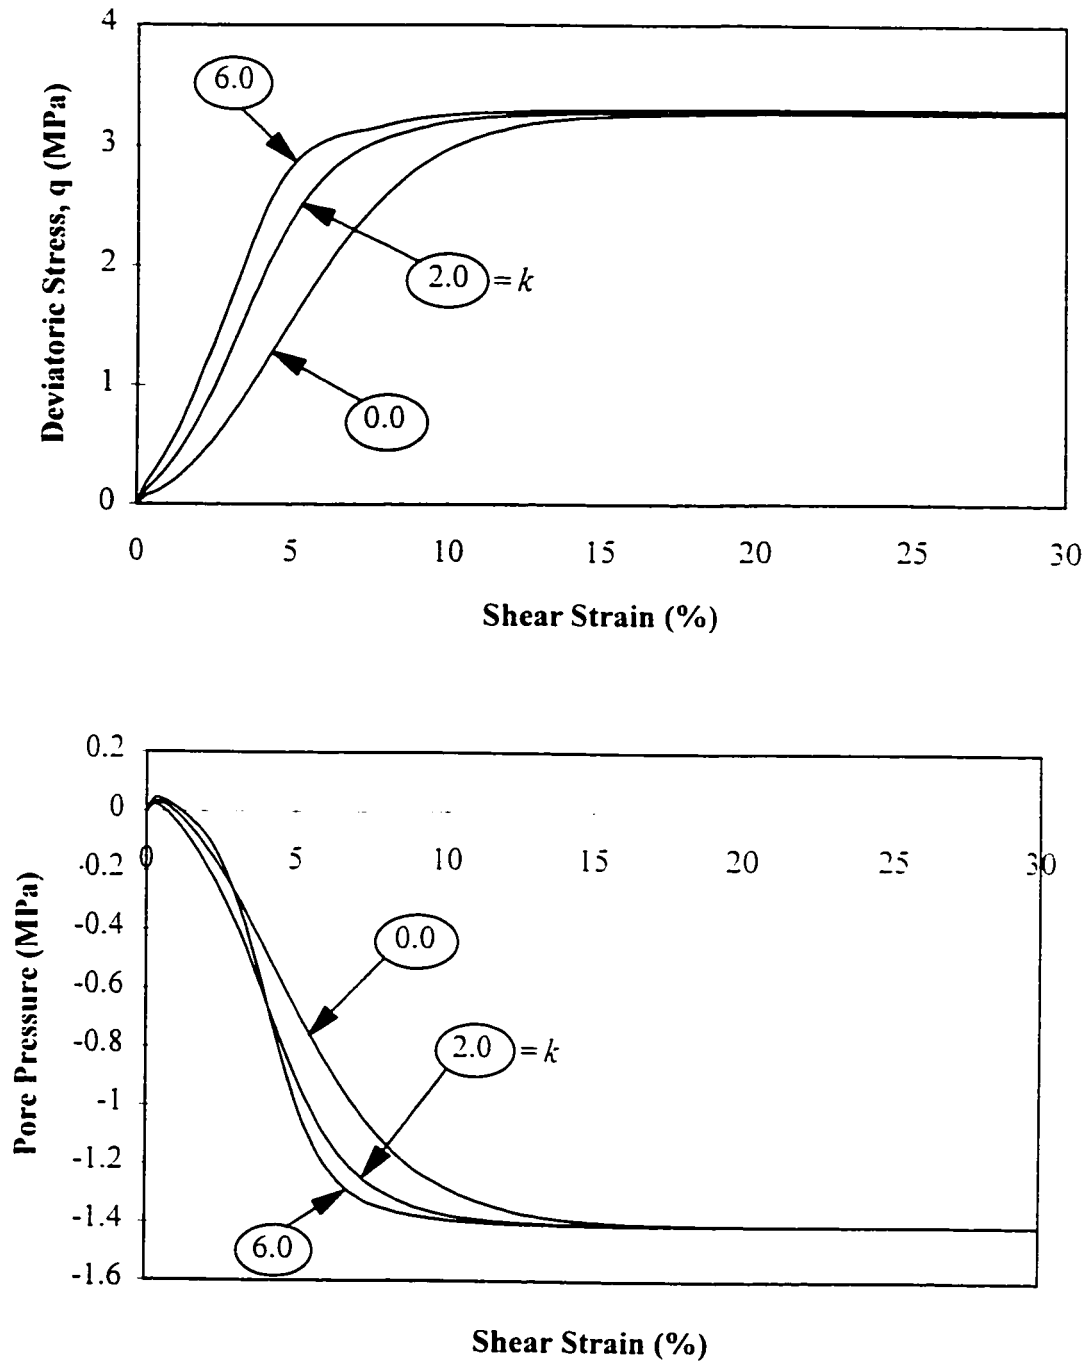 4
6.0
3
2
2.0 = k
1
0.0
0
0 5 10 15 20 25 30
Deviatoric Stress, q (MPa)
Shear Strain (%)
0.2
0
0 5 10 15 20 25 30
-0.2
-0.4
0.0
-0.6
-0.8
2.0 = k
-1
-1.2
-1.4
6.0
-1.6
Pore Pressure (MPa)
Shear Strain (%)